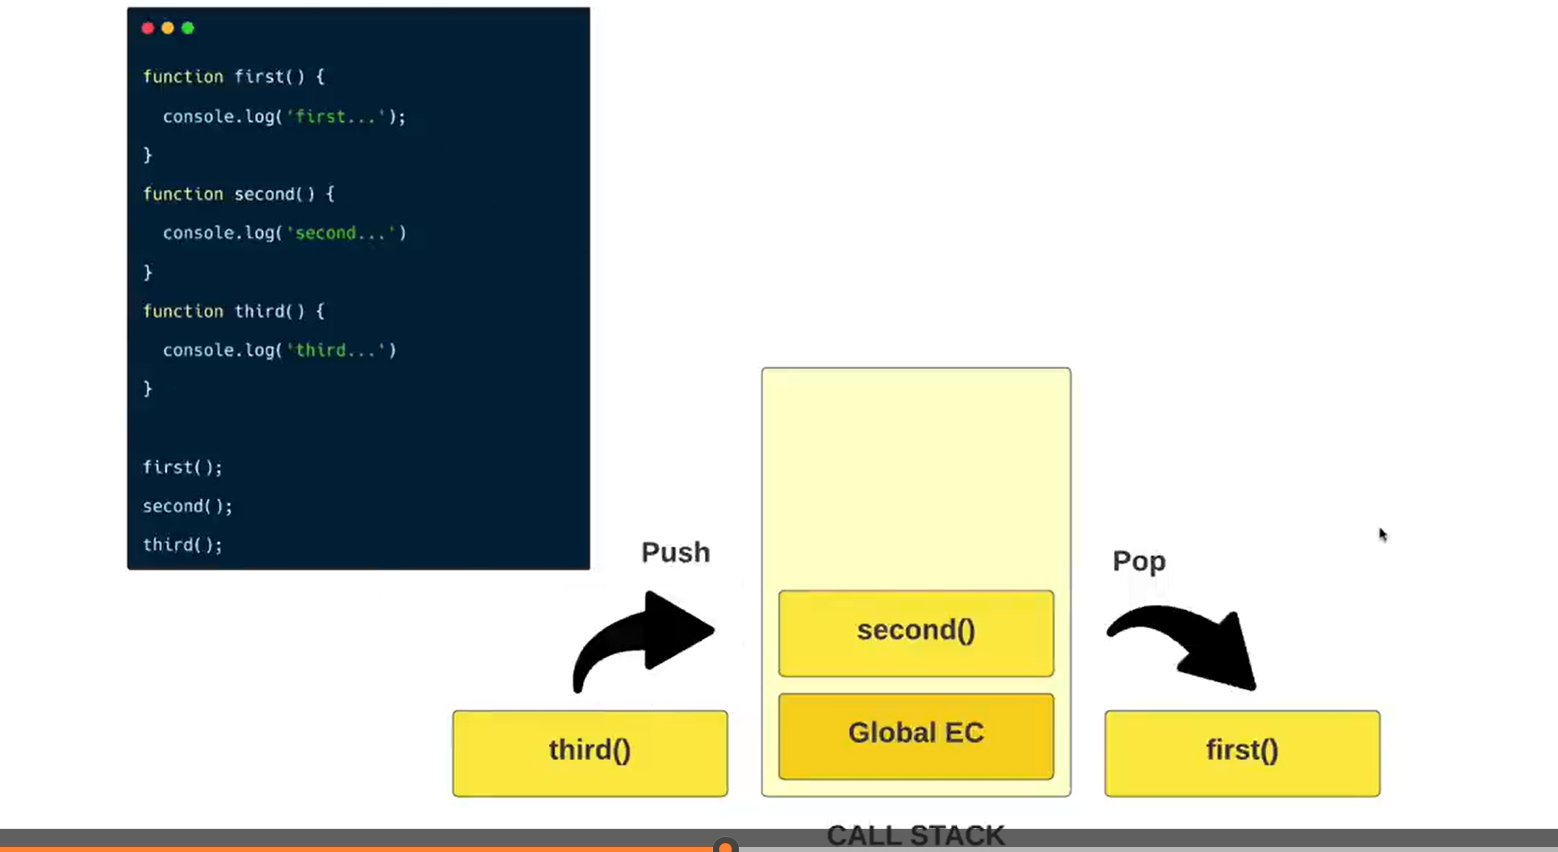 function first() {
console.log('first...');
}
function second() {
console.log('second...')
}
function third() {
console.log('third...')
}
first();
second();
third();
Push
Pop
second()
Global EC
third()
first()
CALL STACK